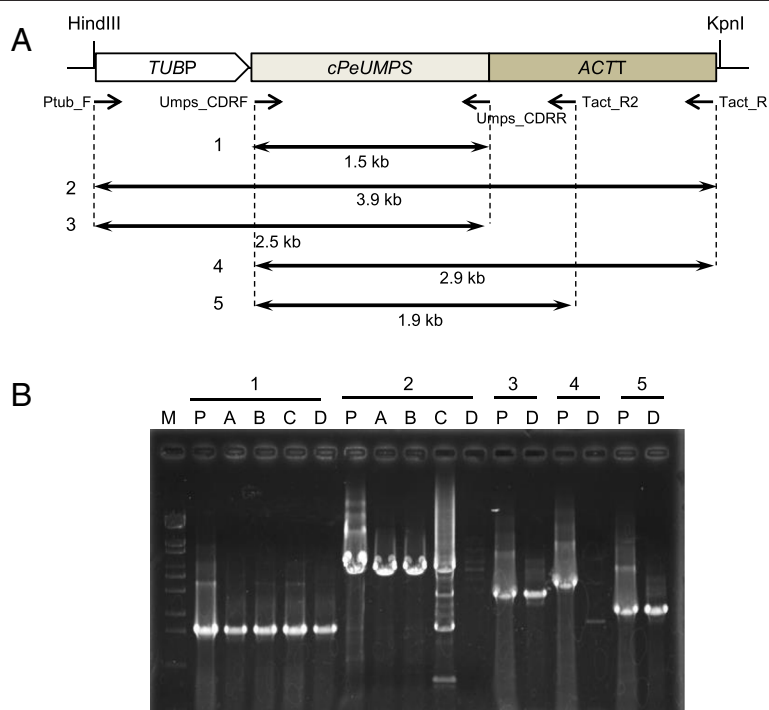 HindIII KpnI
A
TUBP cPeUMPS ACTT
Ptub_F Umps_CDRF Umps_CDRR Tact_R2 Tact_R
1
1.5 kb
2
3.9 kb
3
2.5 kb
4
2.9 kb
5
1.9 kb
B
1 2 3 4 5
M P A B C D P A B C D P D P D P D